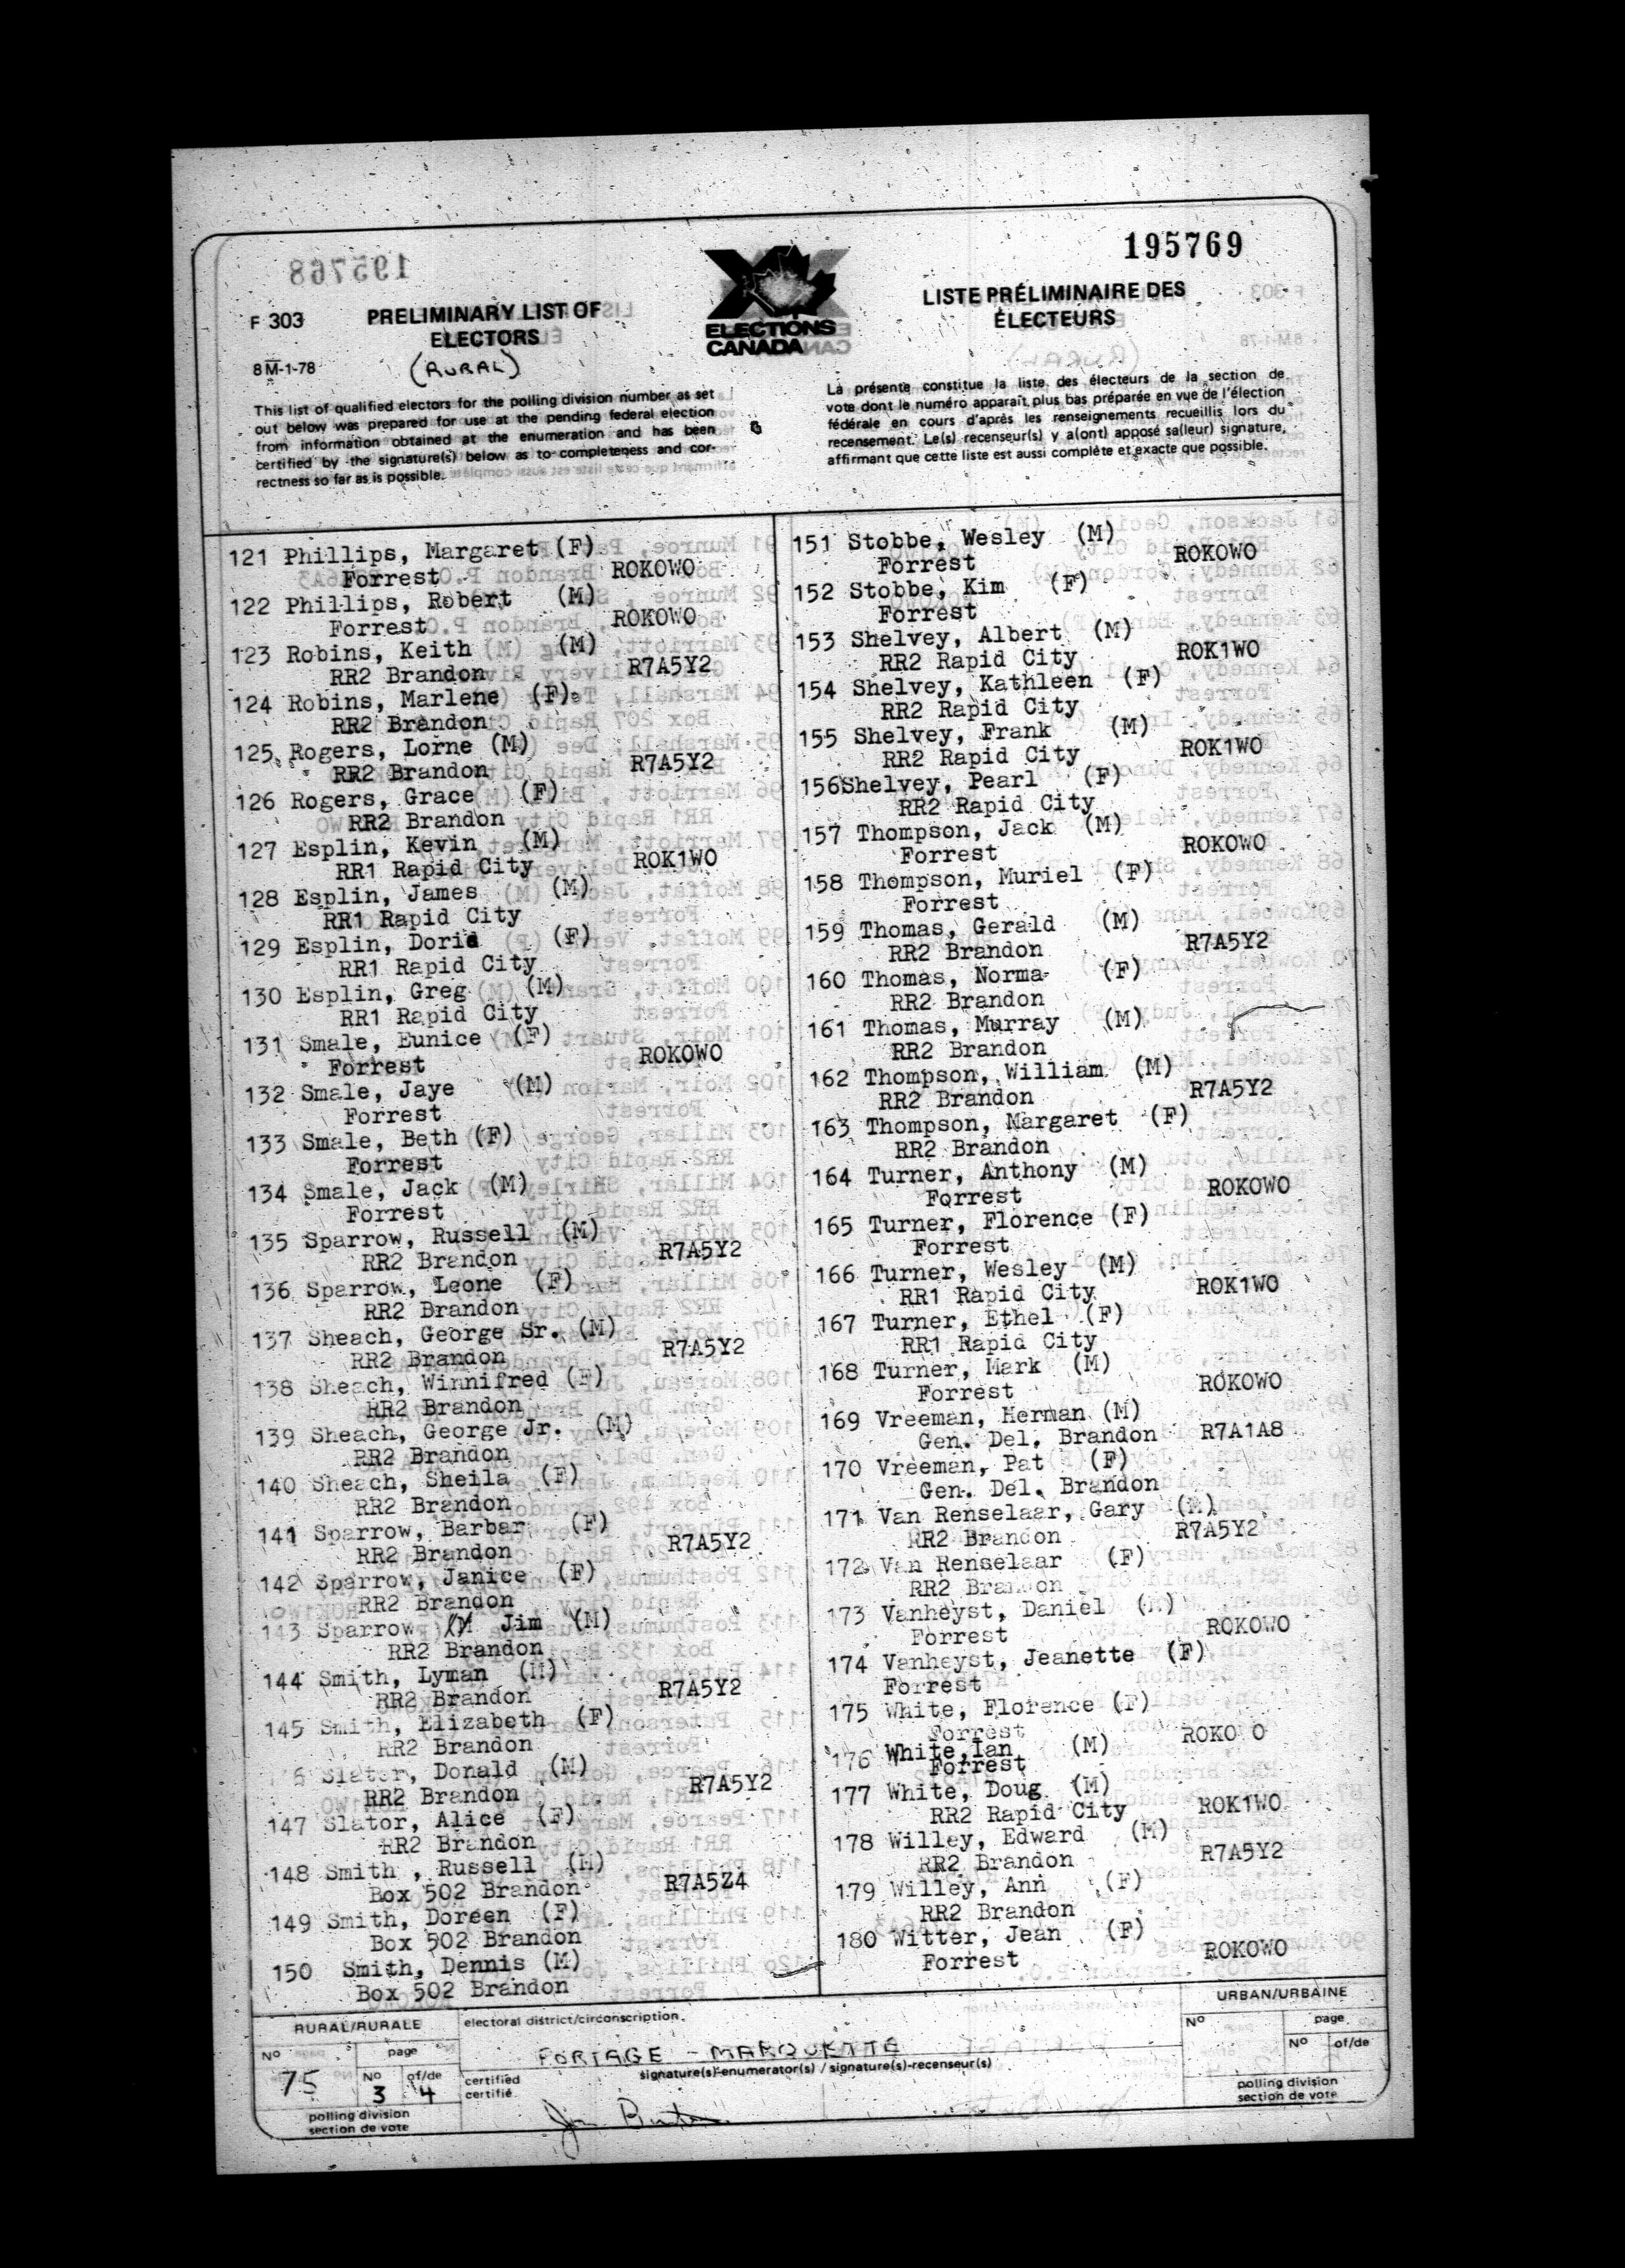 195769
F 303
PRELIMINARY LIST OF
ELECTORS
(RURAL)
8M-1-78
ELECTIONS
CANADA
LISTE PRÉLIMINAIRE DES
ÉLECTEURS
This list of qualified electors for the polling division number as set
out below was prepared for use at the pending federal election
from information obtained at the enumeration and has been
certified by the signature(s) below as to completeness and cor-
rectness so far as is possible.
La présente constitue la liste des électeurs de la section de
vote dont le numéro apparaît plus bas préparée en vue de l'élection
fédérale en cours d'après les renseignements recueillis lors du
recensement. Le(s) recenseur(s) y a(ont) apposé sa(leur) signature,
affirmant que cette liste est aussi complète et exacte que possible.
121 Phillips, Margaret (F)
Forrest ROKOWO
122 Phillips, Robert (M)
Forrest ROKOWO
123 Robins, Keith (M)
RR2 Brandon R7A5Y2
124 Robins, Marlene (F)
RR2 Brandon
125 Rogers, Lorne (M)
RR2 Brandon R7A5Y2
126 Rogers, Grace (F)
RR2 Brandon
127 Esplin, Kevin (M)
RR1 Rapid City ROK1WO
128 Esplin, James (M)
RR1 Rapid City
129 Esplin, Doris (F)
RR1 Rapid City
130 Esplin, Greg (M)
RR1 Rapid City
131 Smale, Eunice (F)
Forrest ROKOWO
132 Smale, Jaye (M)
Forrest
133 Smale, Beth (F)
Forrest
134 Smale, Jack (M)
Forrest
135 Sparrow, Russell (M)
RR2 Brandon R7A5Y2
136 Sparrow, Leone (F)
RR2 Brandon
137 Sheach, George Sr. (M)
RR2 Brandon R7A5Y2
138 Sheach, Winnifred (F)
RR2 Brandon
139 Sheach, George Jr. (M)
RR2 Brandon
140 Sheach, Sheila (F)
RR2 Brandon
141 Sparrow, Barbar (F)
RR2 Brandon R7A5Y2
142 Sparrow, Janice (F)
RR2 Brandon
143 Sparrow Jim (M)
RR2 Brandon
144 Smith, Lyman (M)
RR2 Brandon R7A5Y2
145 Smith, Elizabeth (F)
RR2 Brandon
6 Slator, Donald (M)
RR2 Brandon R7A5Y2
147 Slator, Alice (F)
RR2 Brandon
148 Smith , Russell (M)
Box 502 Brandon R7A5Z4
149 Smith, Doreen (F)
Box 502 Brandon
150 Smith, Dennis (M)
Box 502 Brandon
151 Stobbe, Wesley (M)
Forrest ROKOWO
152 Stobbe, Kim (F)
Forrest
153 Shelvey, Albert (M)
RR2 Rapid City ROK1WO
154 Shelvey, Kathleen (F)
RR2 Rapid City
155 Shelvey, Frank (M)
RR2 Rapid City ROK1WO
156Shelvey, Pearl (F)
RR2 Rapid City
157 Thompson, Jack (M)
Forrest ROKOWO
158 Thompson, Muriel (F)
Forrest
159 Thomas, Gerald (M)
RR2 Brandon R7A5Y2
160 Thomas, Norma (F)
RR2 Brandon
161 Thomas, Murray (M)
RR2 Brandon
162 Thompson, William (M)
RR2 Brandon R7A5Y2
163 Thompson, Margaret (F)
RR2 Brandon
164 Turner, Anthony (M)
Forrest ROKOWO
165 Turner, Florence (F)
Forrest
166 Turner, Wesley (M)
RR1 Rapid City ROK1WO
167 Turner, Ethel (F)
RR1 Rapid City
168 Turner, Mark (M)
Forrest ROKOWO
169 Vreeman, Herman (M)
Gen. Del. Brandon R7A1A8
170 Vreeman, Pat (F)
Gen. Del. Brandon
171 Van Renselaar, Gary (M)
RR2 Brandon R7A5Y2
172 Van Renselaar (F)
RR2 Brandon
173 Vanheyst, Daniel (M)
Forrest ROKOWO
174 Vanheyst, Jeanette (F)
Forrest
175 White, Florence (F)
Forrest ROKO O
176 White,Ian (M)
Forrest
177 White, Doug (M)
RR2 Rapid City ROK1WO
178 Willey, Edward (M)
RR2 Brandon R7A5Y2
179 Willey, Ann (F)
RR2 Brandon
180 Witter, Jean (F)
Forrest ROKOWO
RURAL/RURALE
No
75
page
No
3
of/de
4
polling division
section de vote
electoral district/circonscription
PORTAGE - MARQUETTE
certified
certifié
signature(s)-enumerator(s) / signature(s)-recenseur(s)
URBAN/URBAINE
No
page
No of/de
polling division
section de vote